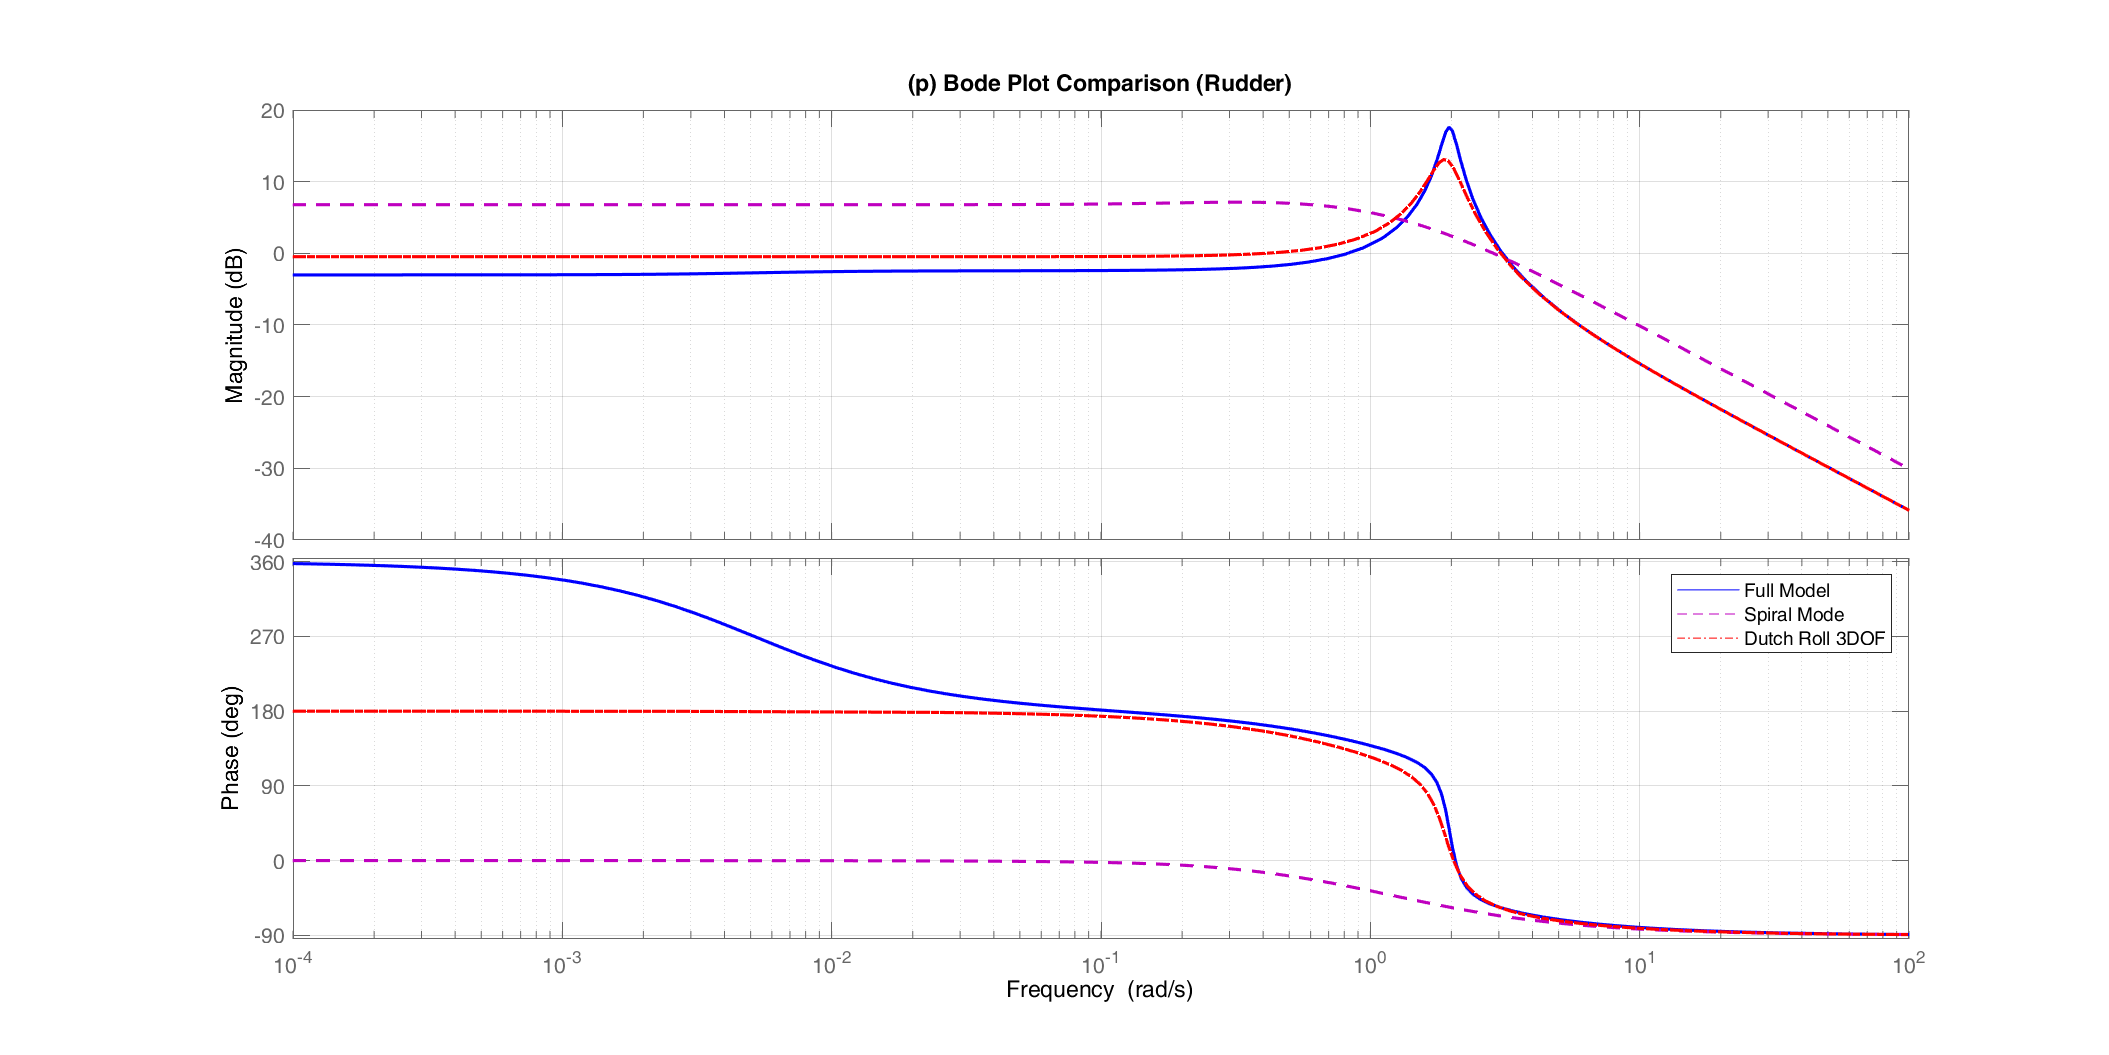 (p) Bode Plot Comparison (Rudder)
20
10
0
-10
-20
-30
-40
Magnitude (dB)
360
270
180
90
0
-90
Phase (deg)
Full Model
Spiral Mode
Dutch Roll 3DOF
10^-4
10^-3
10^-2
10^-1
10^0
10^1
10^2
Frequency (rad/s)